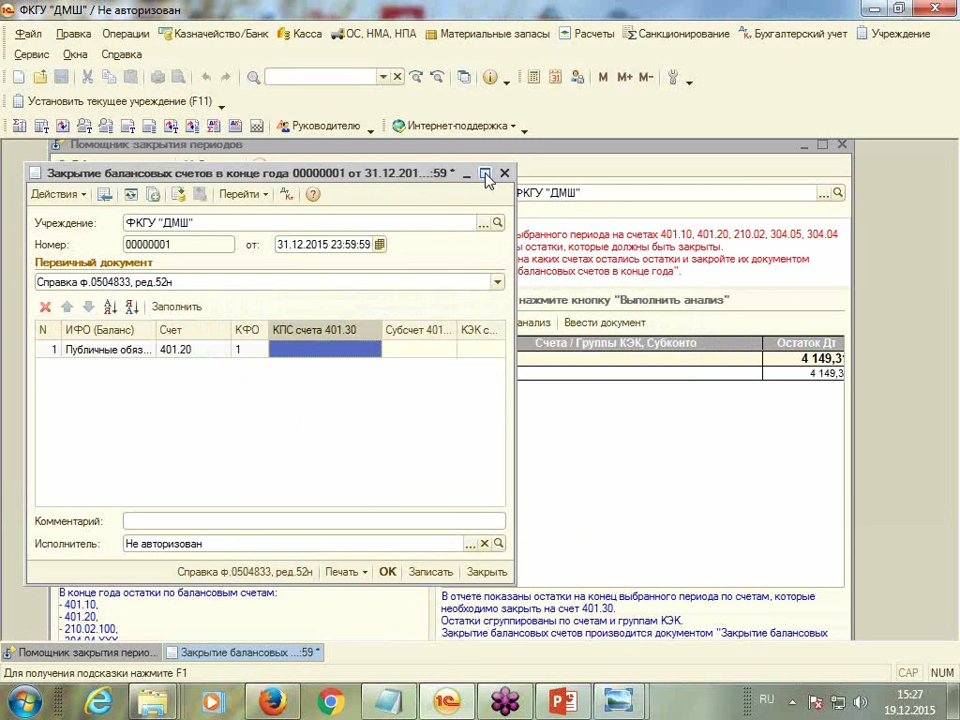 ФКГУ "ДМШ" / Не авторизован
Файл Правка Операции Казначейство/Банк Касса ОС, НМА, НПА Материальные запасы Расчеты Санкционирование Бухгалтерский учет Учреждение
Сервис Окна Справка
M M+ M-
Установить текущее учреждение (F11)
Руководителю Интернет-поддержка
Помощник закрытия периодов
Закрытие балансовых счетов в конце года 00000001 от 31.12.201...:59 *
Действия Перейти
ФКГУ "ДМШ"
Учреждение: ФКГУ "ДМШ"
Номер: 00000001 от: 31.12.2015 23:59:59
Первичный документ
Справка ф.0504833, ред.52н
ыбранного периода на счетах 401.10, 401.20, 210.02, 304.05, 304.04
ы остатки, которые должны быть закрыты.
на каких счетах остались остатки и закройте их документом
балансовых счетов в конце года".
нажмите кнопку "Выполнить анализ"
Заполнить
анализ Ввести документ
N ИФО (Баланс) Счет КФО КПС счета 401.30 Субсчет 401... КЭК с...
1 Публичные обяз... 401.20 1
Счета / Группы КЭК, Субконто Остаток Дт
4 149,3
4 149,3
Комментарий:
Исполнитель: Не авторизован
Справка ф.0504833, ред.52н Печать OK Записать Закрыть
В конце года остатки по балансовым счетам:
- 401.10,
- 401.20,
- 210.02.100,
В отчете показаны остатки на конец выбранного периода по счетам, которые
необходимо закрыть на счет 401.30.
Остатки сгруппированы по счетам и группам КЭК.
Закрытие балансовых счетов производится документом "Закрытие балансовых
Помощник закрытия перио... Закрытие балансовых ...:59 *
Для получения подсказки нажмите F1
CAP NUM
RU
15:27
19.12.2015